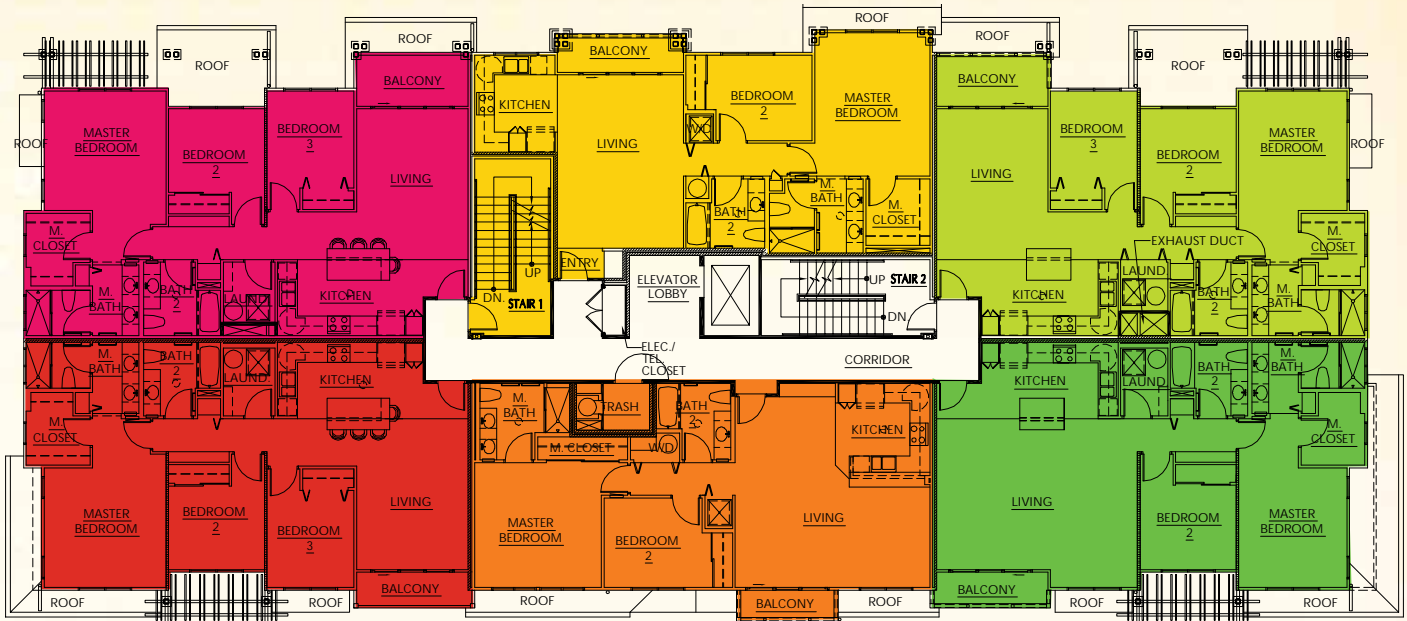 ROOF
ROOF
BALCONY
MASTER
BEDROOM
BEDROOM
2
BEDROOM
3
LIVING
ROOF
M.
CLOSET
M.
BATH
BATH
2
LAUND
KITCHEN
KITCHEN
BALCONY
LIVING
BEDROOM
2
W/D
MASTER
BEDROOM
ROOF
BATH
2
M.
BATH
M.
CLOSET
ENTRY
UP
DN.
STAIR 1
ELEVATOR
LOBBY
UP
STAIR 2
DN
ELEC./
TEL.
CLOSET
CORRIDOR
ROOF
BALCONY
LIVING
BEDROOM
3
ROOF
BEDROOM
2
MASTER
BEDROOM
ROOF
EXHAUST DUCT
LAUND
KITCHEN
BATH
2
M.
BATH
M.
CLOSET
M.
BATH
BATH
2
LAUND
KITCHEN
M.
CLOSET
MASTER
BEDROOM
BEDROOM
2
BEDROOM
3
LIVING
BALCONY
ROOF
ROOF
M.
BATH
TRASH
BATH
2
M. CLOSET
W/D
KITCHEN
MASTER
BEDROOM
BEDROOM
2
LIVING
ROOF
BALCONY
ROOF
KITCHEN
LAUND
BATH
2
M.
BATH
M.
CLOSET
LIVING
BEDROOM
2
MASTER
BEDROOM
BALCONY
ROOF
ROOF